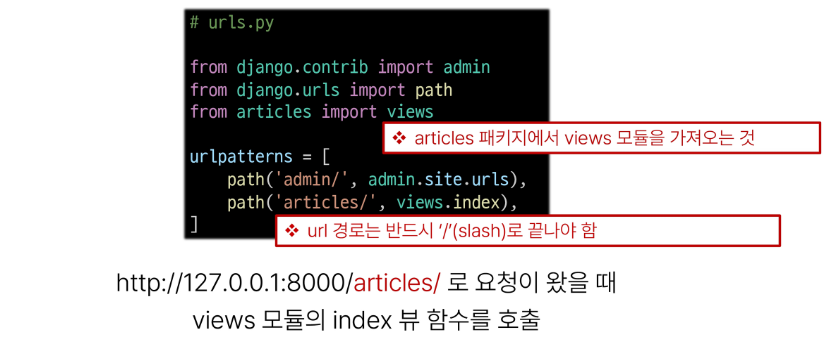 # urls.py
from django.contrib import admin
from django.urls import path
from articles import views
❖ articles 패키지에서 views 모듈을 가져오는 것
urlpatterns = [
path('admin/', admin.site.urls),
path('articles/', views.index),
]
❖ url 경로는 반드시 ‘/’(slash)로 끝나야 함
http://127.0.0.1:8000/articles/ 로 요청이 왔을 때
views 모듈의 index 뷰 함수를 호출